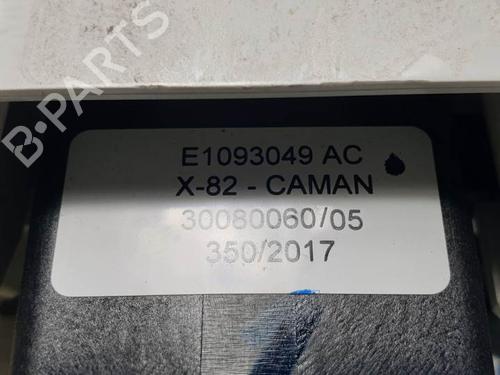 B-PARTS
E1093049 AC
X-82 - CAMAN
30080060/05
350/2017